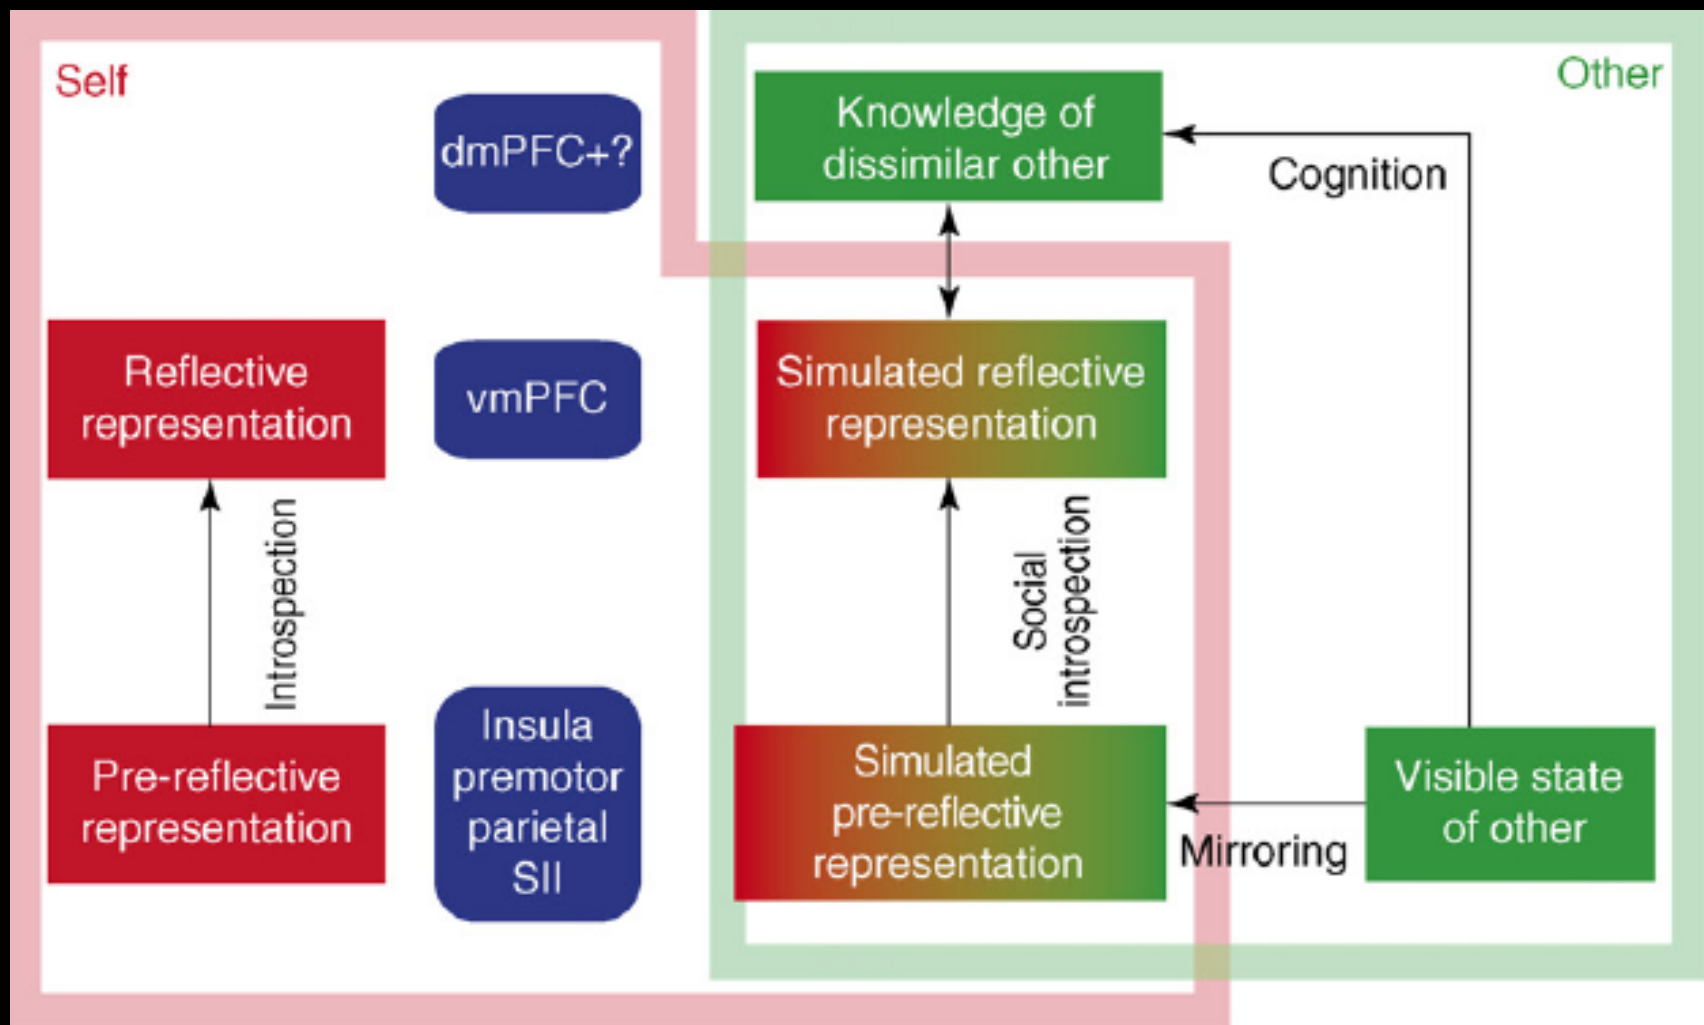 Self
Other
dmPFC+?
Knowledge of
dissimilar other
Cognition
Reflective
representation
vmPFC
Simulated reflective
representation
Introspection
Social
introspection
Pre-reflective
representation
Insula
premotor
parietal
SII
Simulated
pre-reflective
representation
Mirroring
Visible state
of other